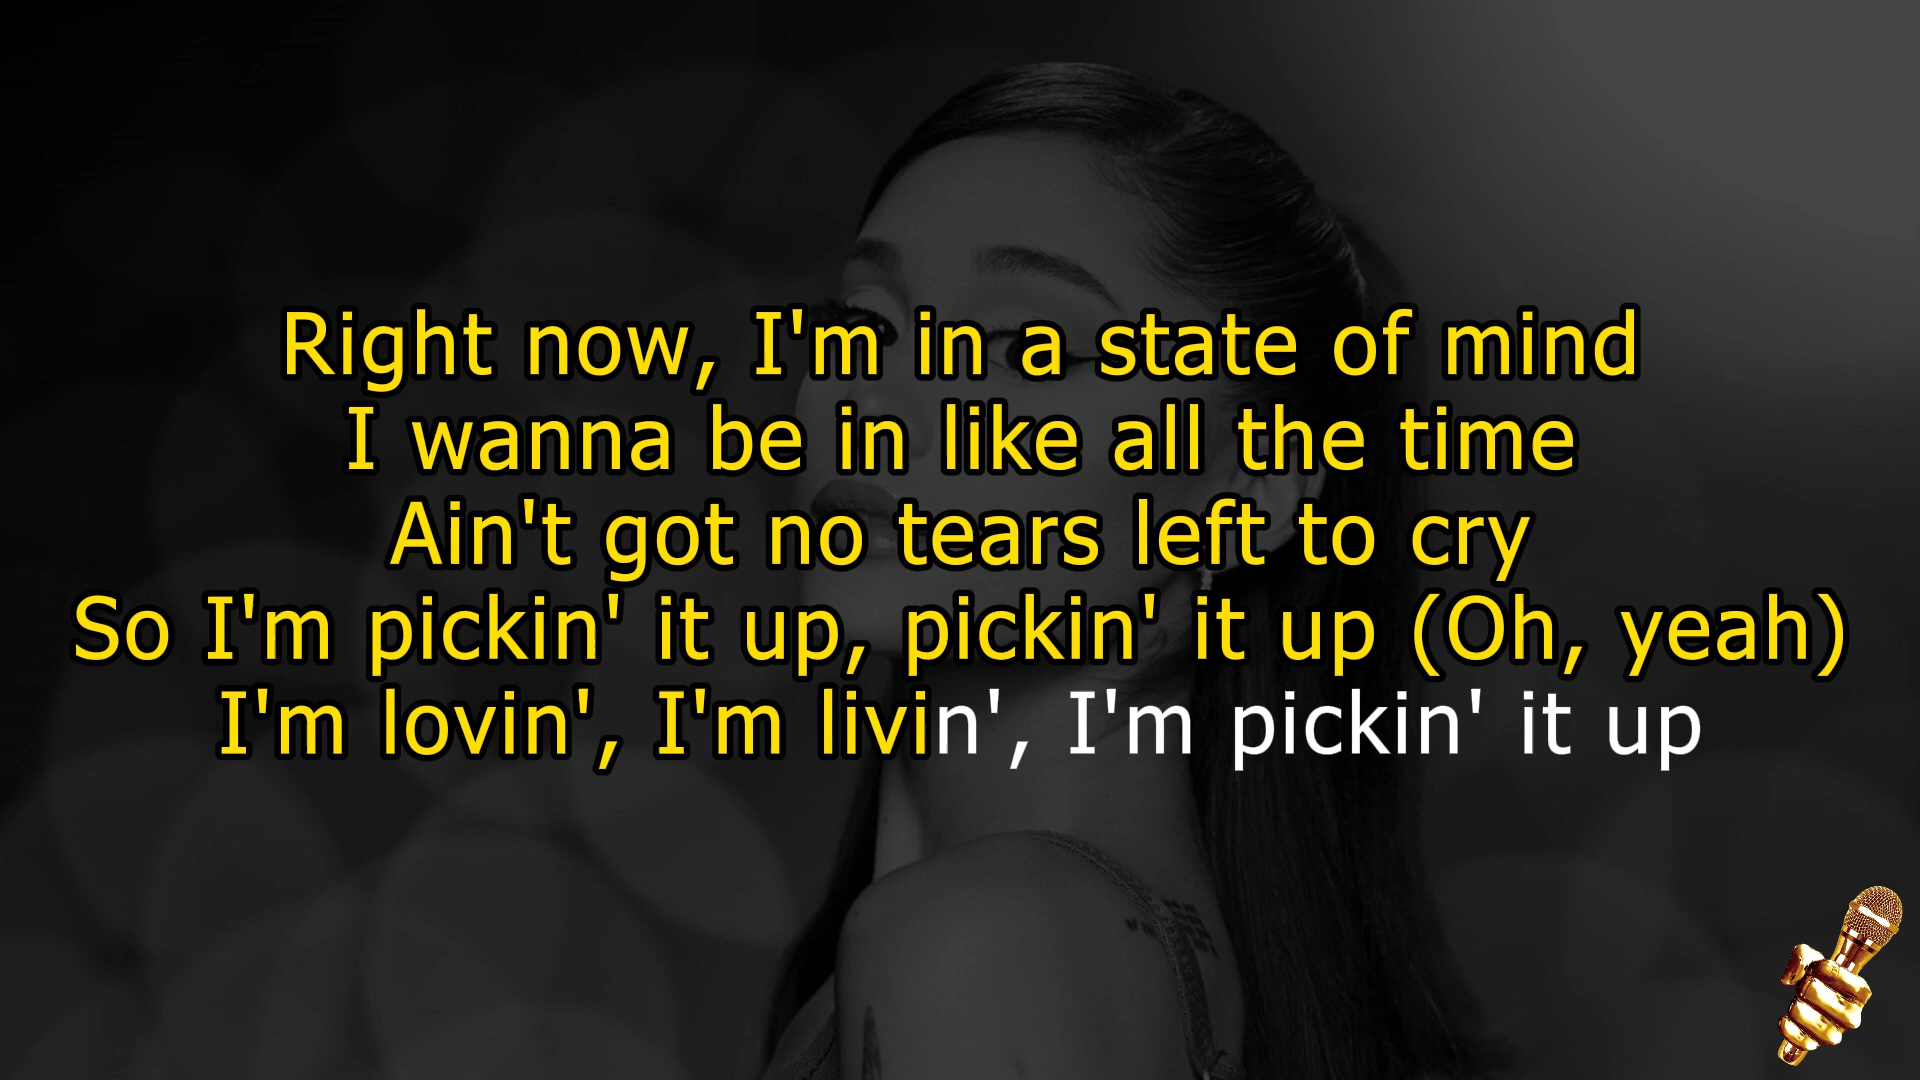 Right now, I'm in a state of mind
I wanna be in like all the time
Ain't got no tears left to cry
So I'm pickin' it up, pickin' it up (Oh, yeah)
I'm lovin', I'm livin', I'm pickin' it up